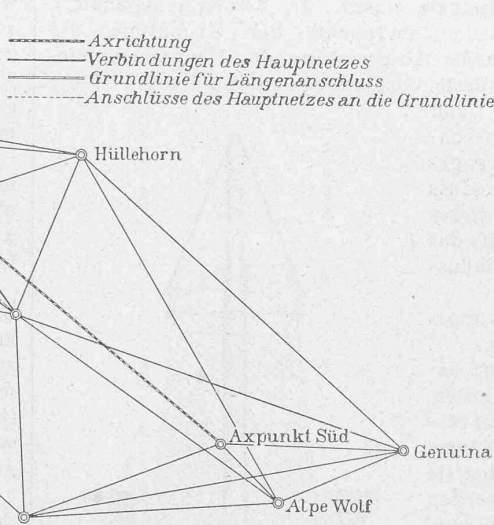 Axrichtung
Verbindungen des Hauptnetzes
Grundlinie für Längenanschluss
Anschlüsse des Hauptnetzes an die Grundlinie
Hüllehorn
Axpunkt Süd
Genuina
Alpe Wolf